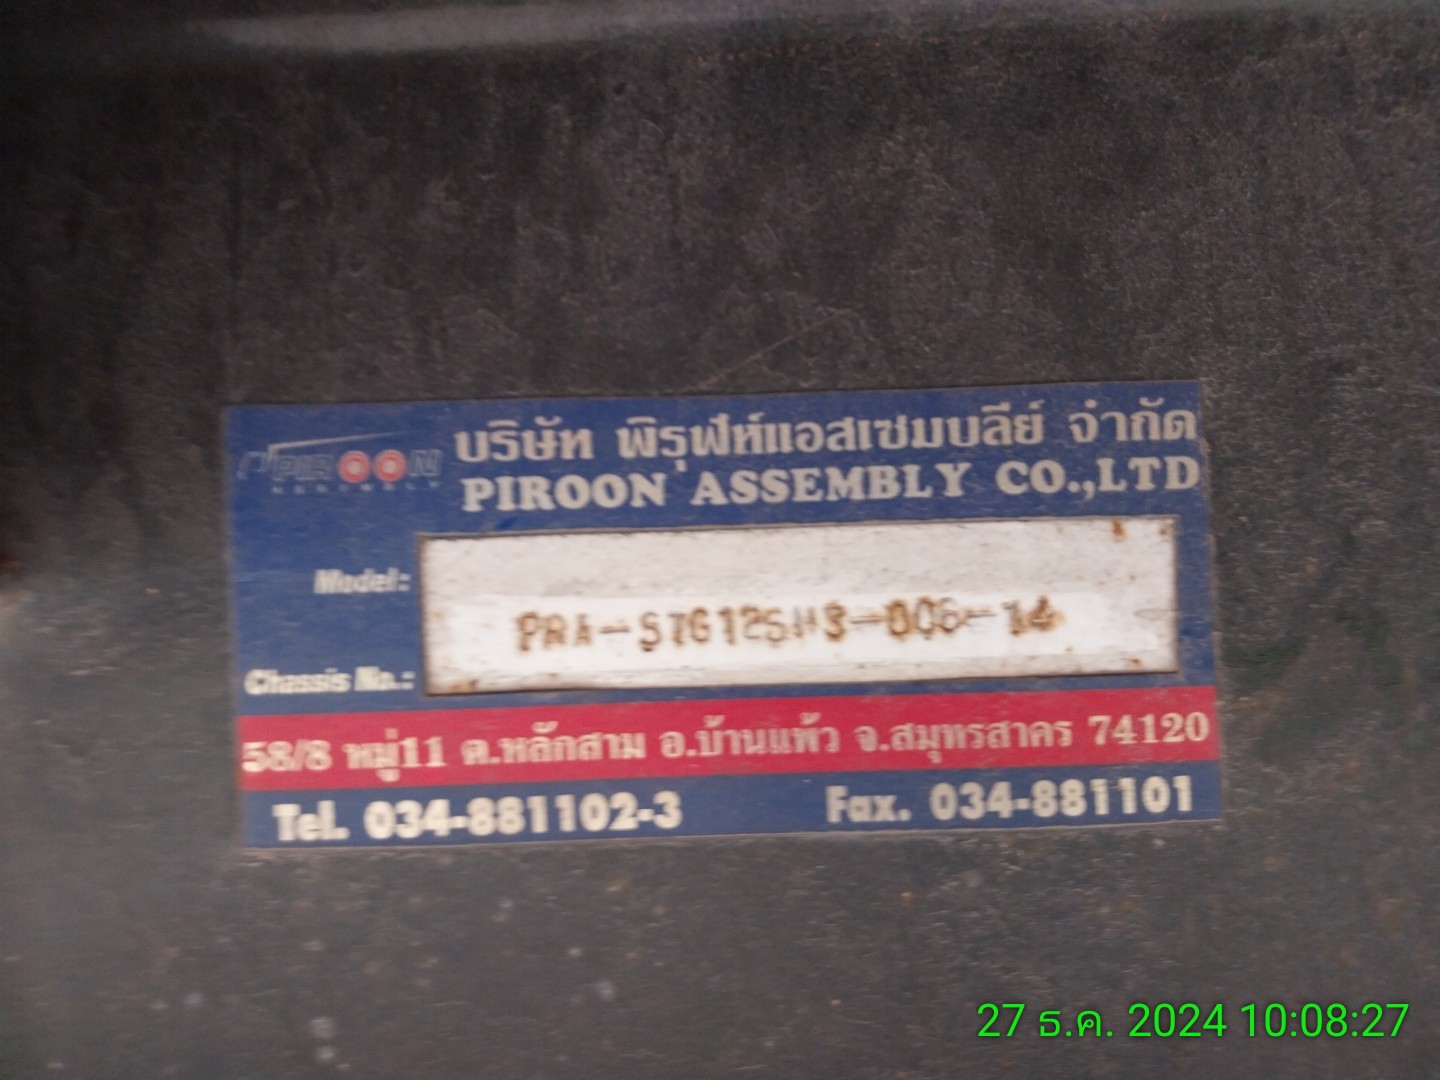 PIROON
ASSEMBLY
บริษัท พิรุฬห์แอสเซมบลีย์ จำกัด
PIROON ASSEMBLY CO.,LTD
Model:
Chassis No.:
58/8 หมู่11 ต.หลักสาม อ.บ้านแพ้ว จ.สมุทรสาคร 74120
Tel. 034-881102-3 Fax. 034-881101
27 ธ.ค. 2024 10:08:27